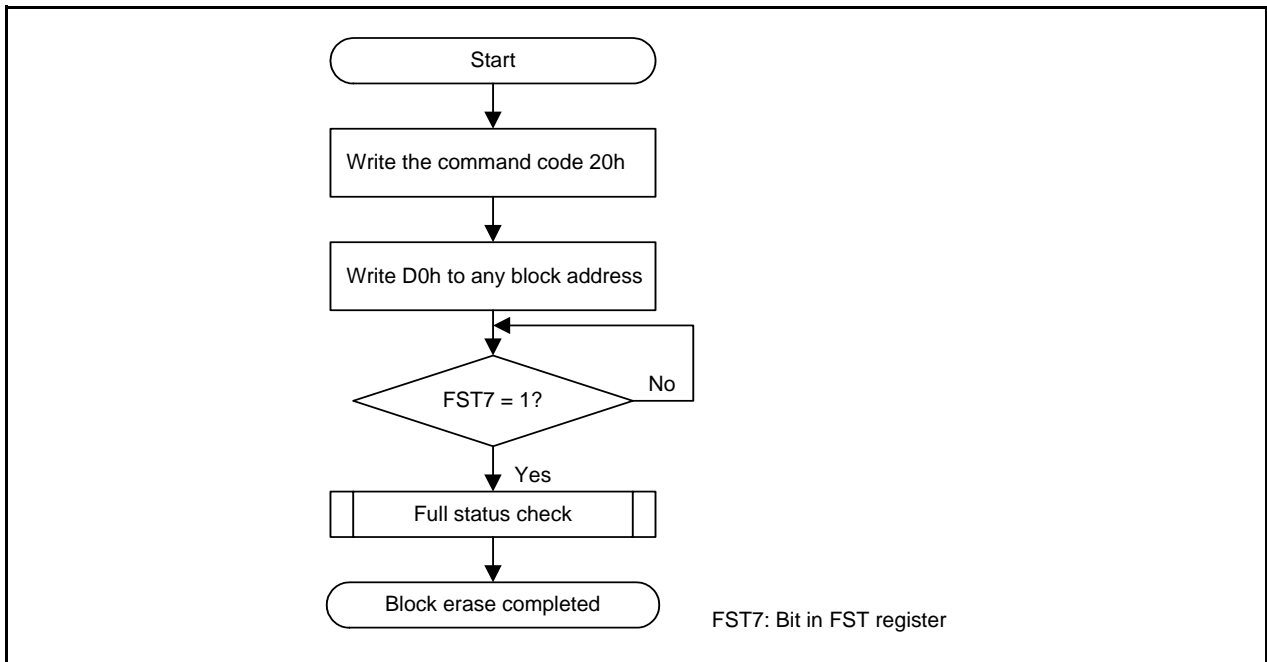 Start
Write the command code 20h
Write D0h to any block address
FST7 = 1?
No
Yes
Full status check
Block erase completed
FST7: Bit in FST register